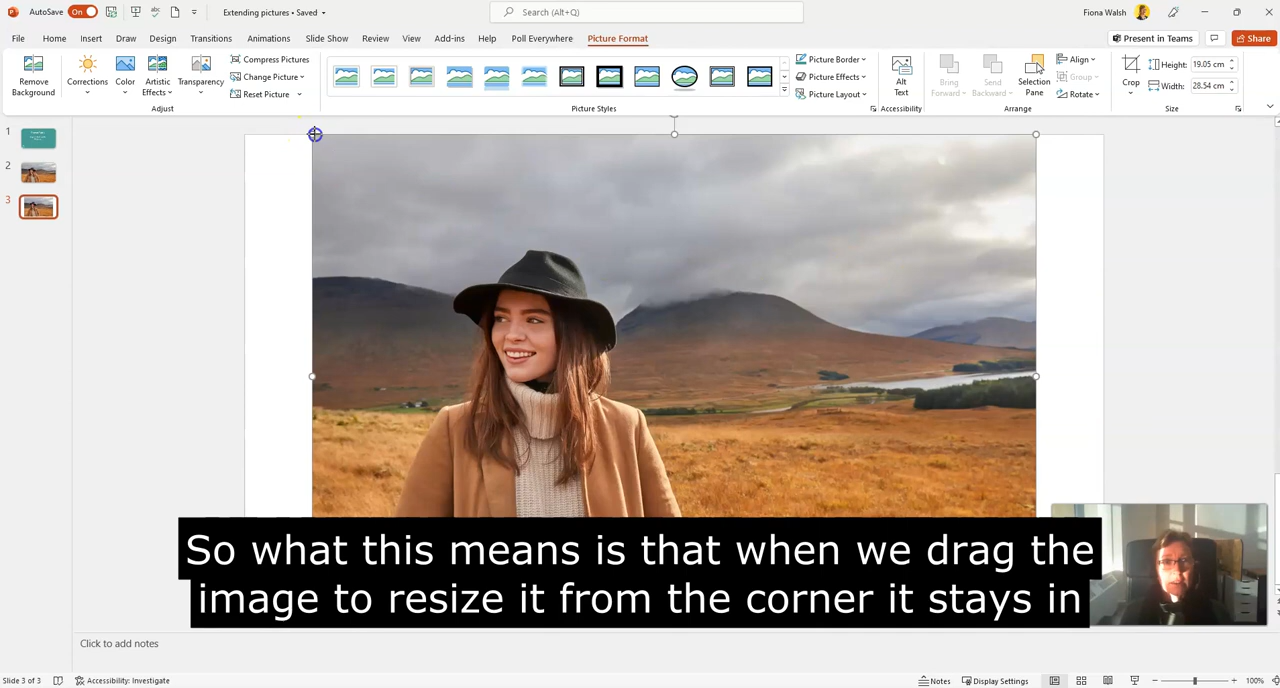 AutoSave On
Extending pictures • Saved
Search (Alt+Q)
Fiona Walsh
File Home Insert Draw Design Transitions Animations Slide Show Review View Add-ins Help Poll Everywhere Picture Format
Present in Teams
Share
Remove Background
Corrections
Color
Artistic Effects
Transparency
Compress Pictures
Change Picture
Reset Picture
Adjust
Picture Styles
Picture Border
Picture Effects
Picture Layout
Alt Text
Accessibility
Bring Forward
Send Backward
Selection Pane
Align
Group
Rotate
Arrange
Crop
Height: 19.05 cm
Width: 28.54 cm
Size
1
2
3
So what this means is that when we drag the
image to resize it from the corner it stays in
Click to add notes
Slide 3 of 3
Accessibility: Investigate
Notes
Display Settings
100%